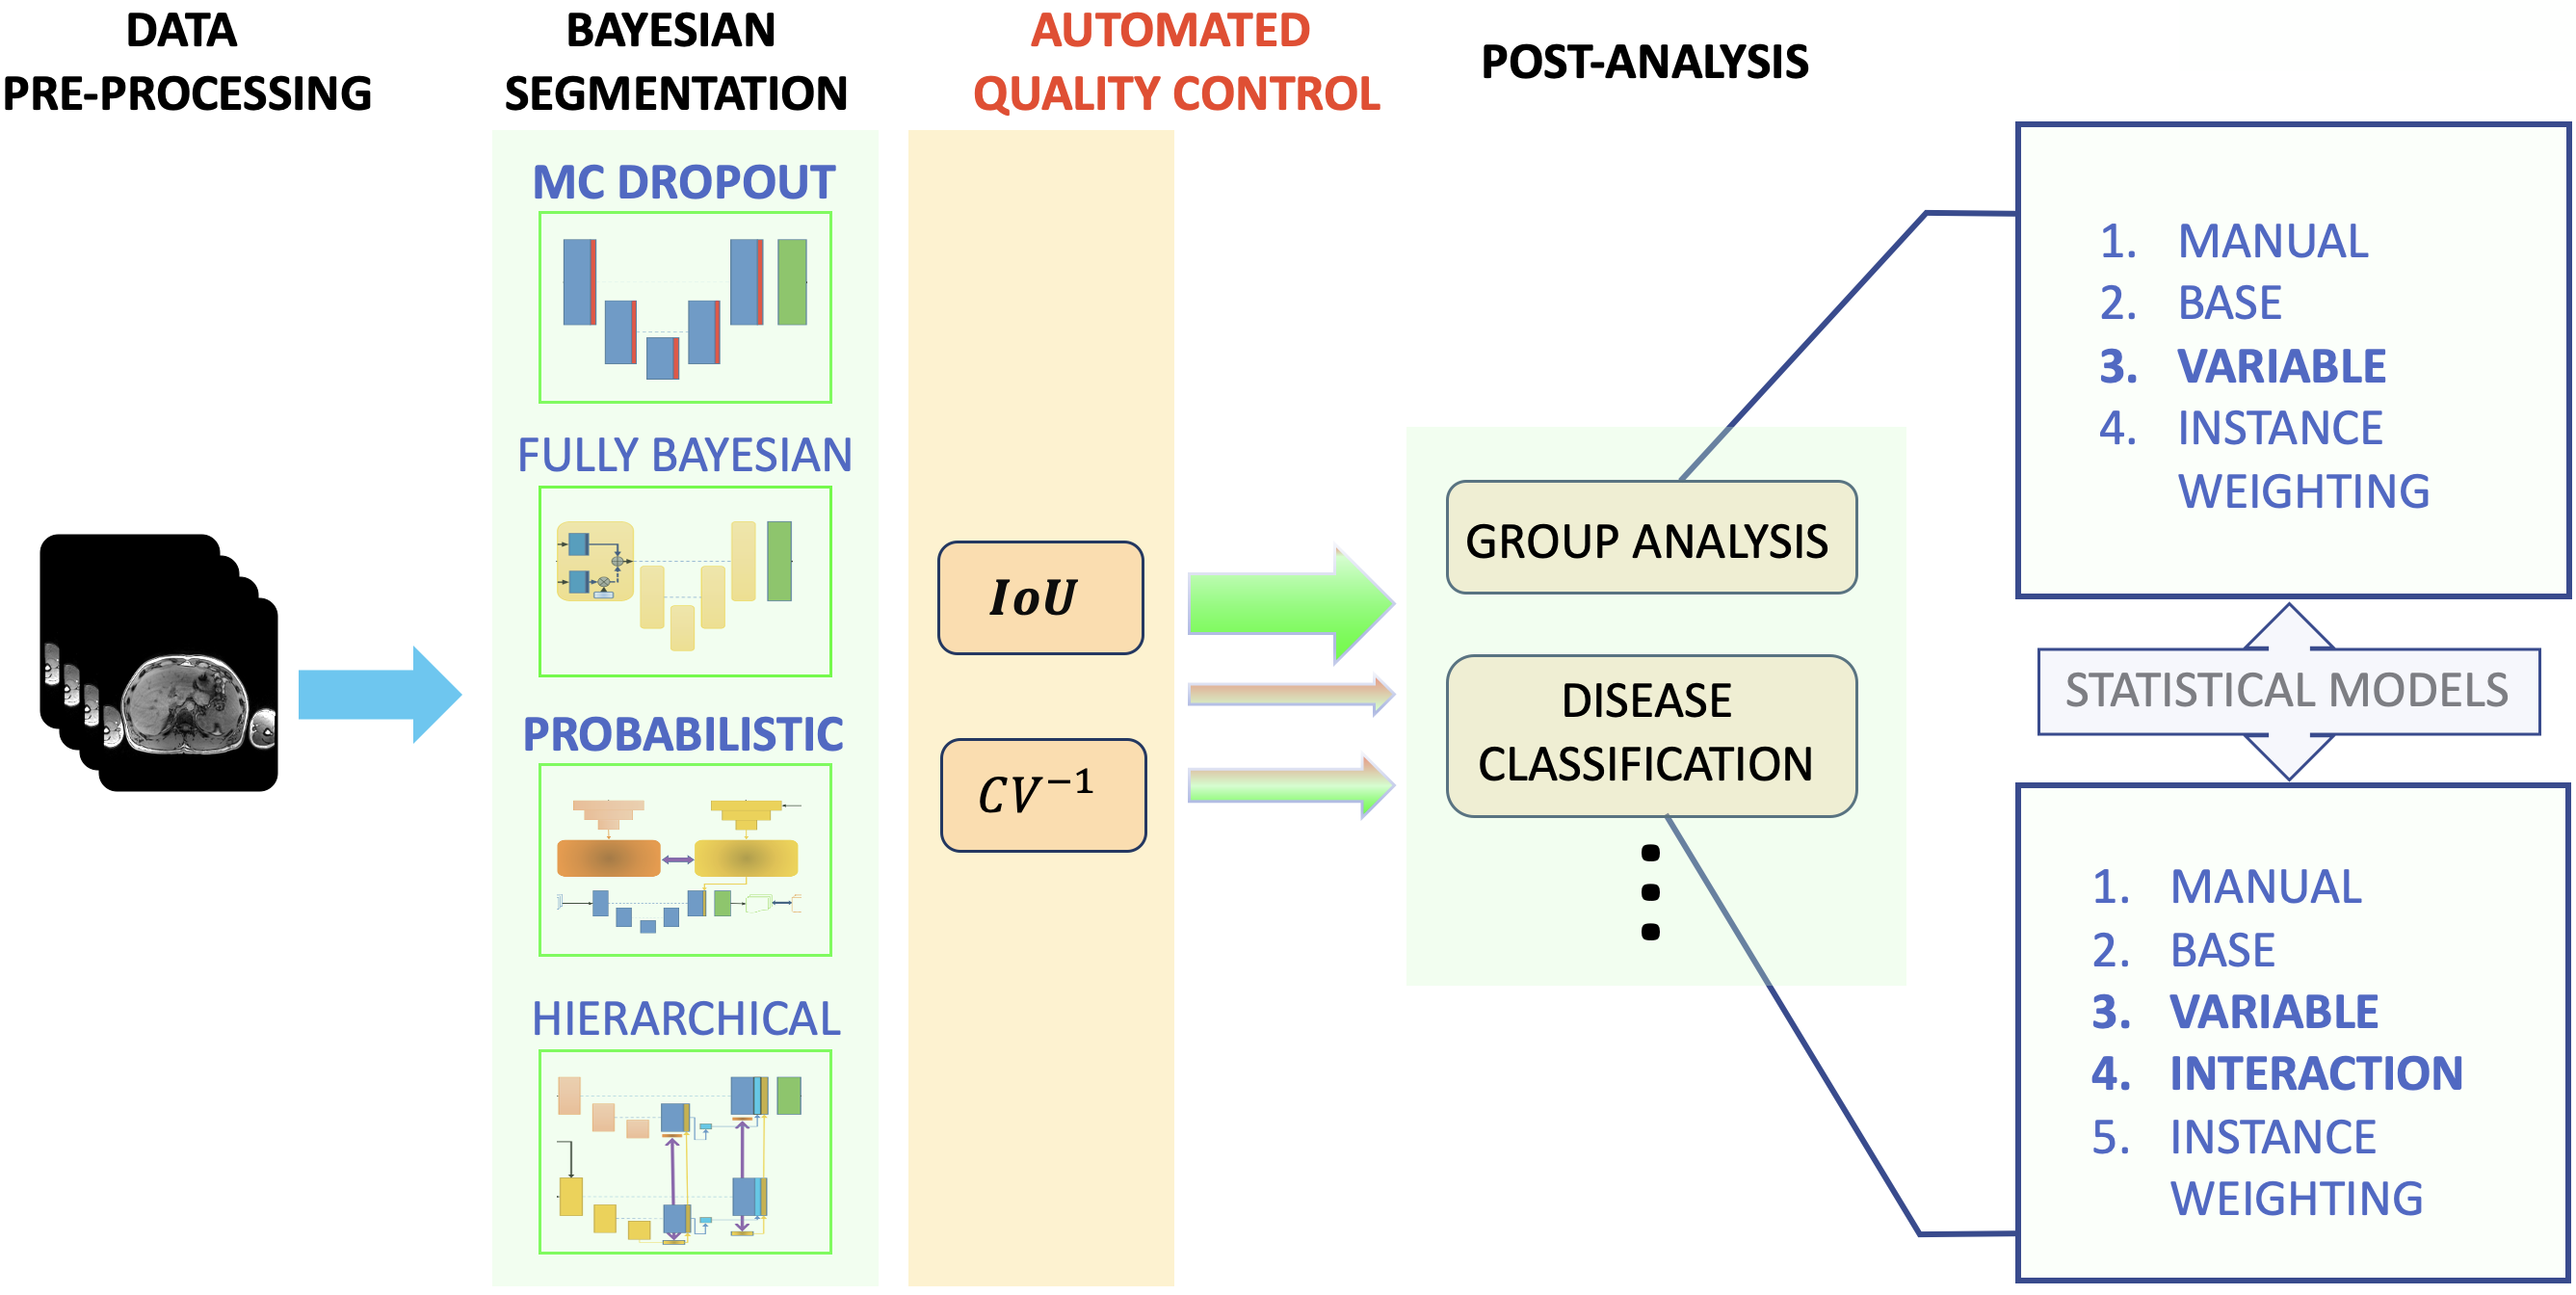 DATA
PRE-PROCESSING
BAYESIAN
SEGMENTATION
AUTOMATED
QUALITY CONTROL
POST-ANALYSIS
MC DROPOUT
FULLY BAYESIAN
PROBABILISTIC
HIERARCHICAL
IoU
CV⁻¹
GROUP ANALYSIS
DISEASE
CLASSIFICATION
1. MANUAL
2. BASE
3. VARIABLE
4. INSTANCE
WEIGHTING
STATISTICAL MODELS
1. MANUAL
2. BASE
3. VARIABLE
4. INTERACTION
5. INSTANCE
WEIGHTING